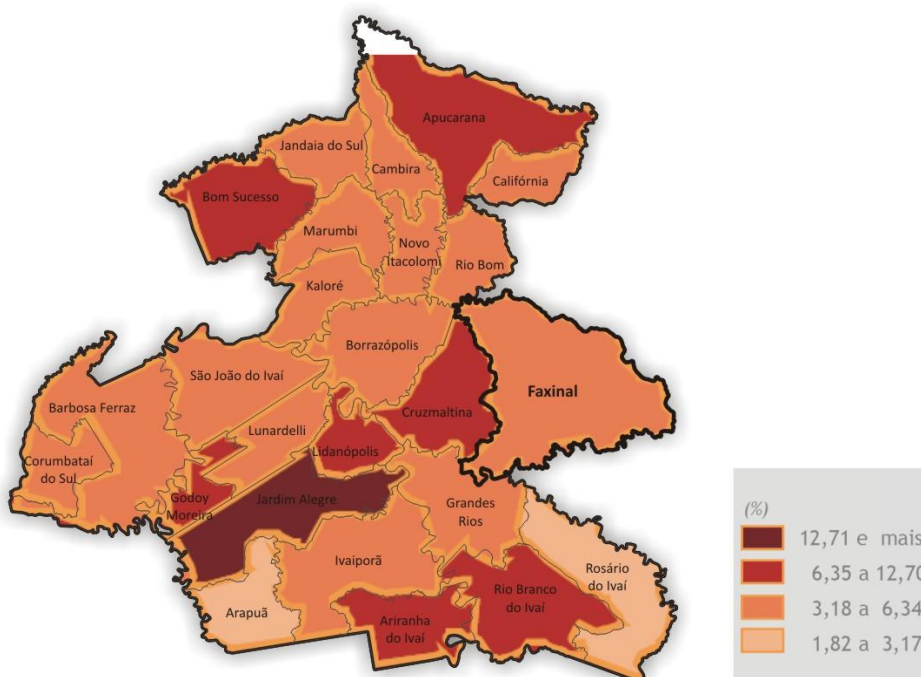 Apucarana
Jandaia do Sul
Cambira
Califórnia
Bom Sucesso
Marumbi
Novo
Itacolomi
Rio Bom
Kaloré
Borrazópolis
São João do Ivaí
Faxinal
Barbosa Ferraz
Cruzmaltina
Lunardelli
Lidanópolis
Corumbataí
do Sul
Godoy
Moreira
Jardim Alegre
Grandes
Rios
Ivaiporã
Rosário
do Ivaí
Rio Branco
do Ivaí
Arapuã
Ariranha
do Ivaí
(%)
12,71 e mais
6,35 a 12,70
3,18 a 6,34
1,82 a 3,17